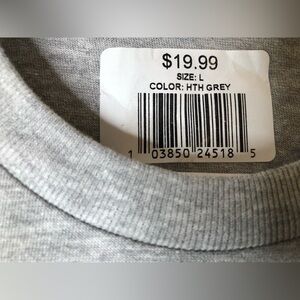 $19.99
SIZE: L
COLOR: HTH GREY
1 03850 24518 5